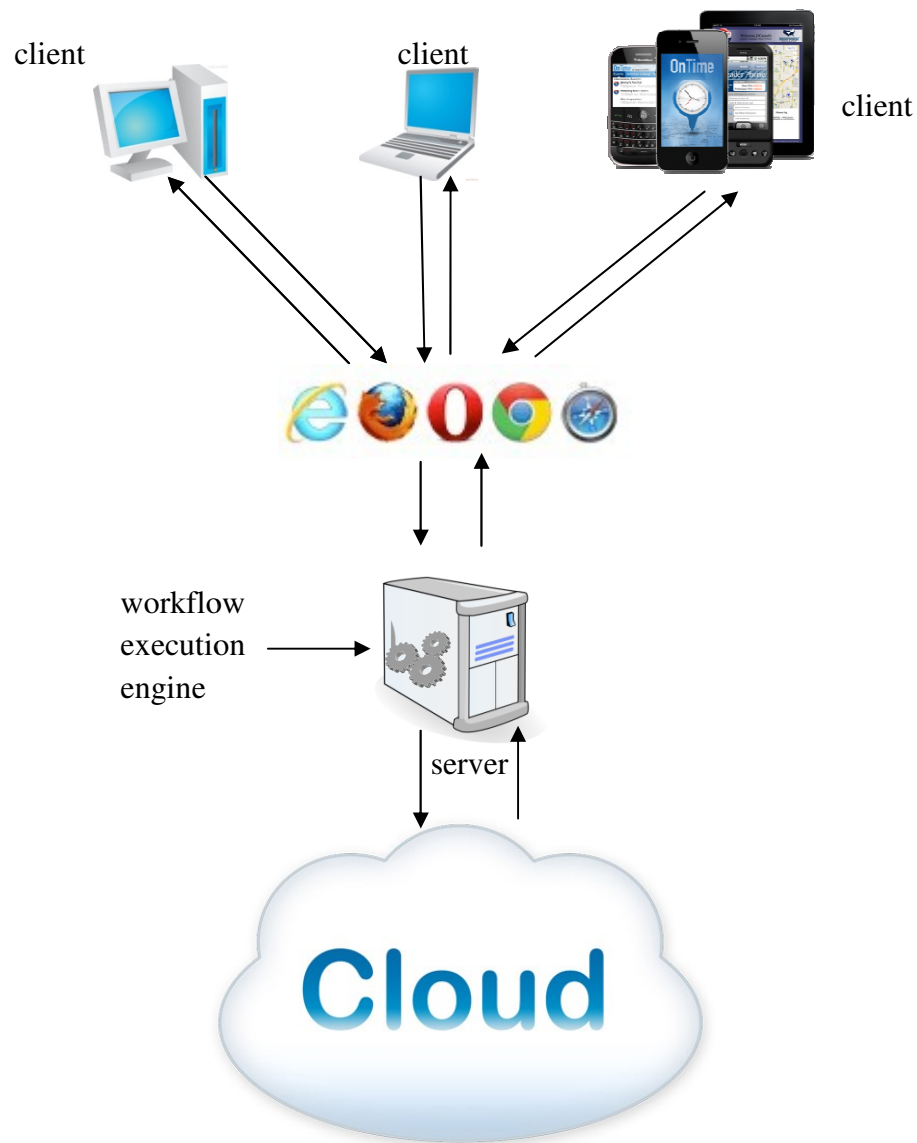 client
client
client
OnTime
workflow
execution
engine
server
Cloud